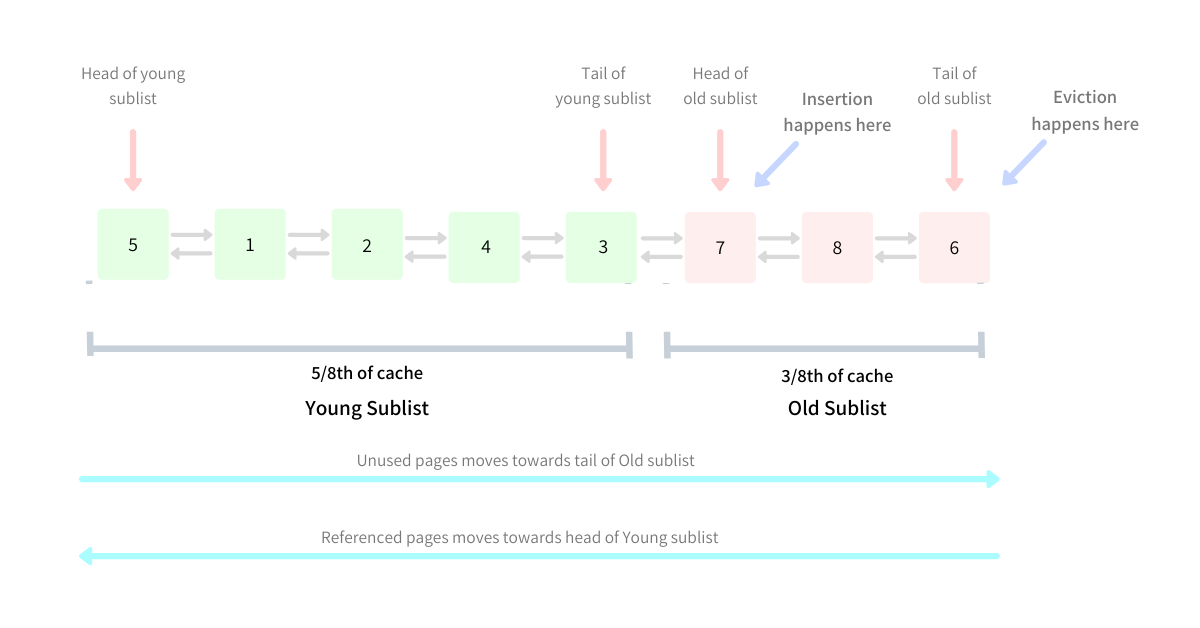 Head of young
sublist
Tail of
young sublist
Head of
old sublist
Insertion
happens here
Tail of
old sublist
Eviction
happens here
5
1
2
4
3
7
8
6
5/8th of cache
Young Sublist
3/8th of cache
Old Sublist
Unused pages moves towards tail of Old sublist
Referenced pages moves towards head of Young sublist